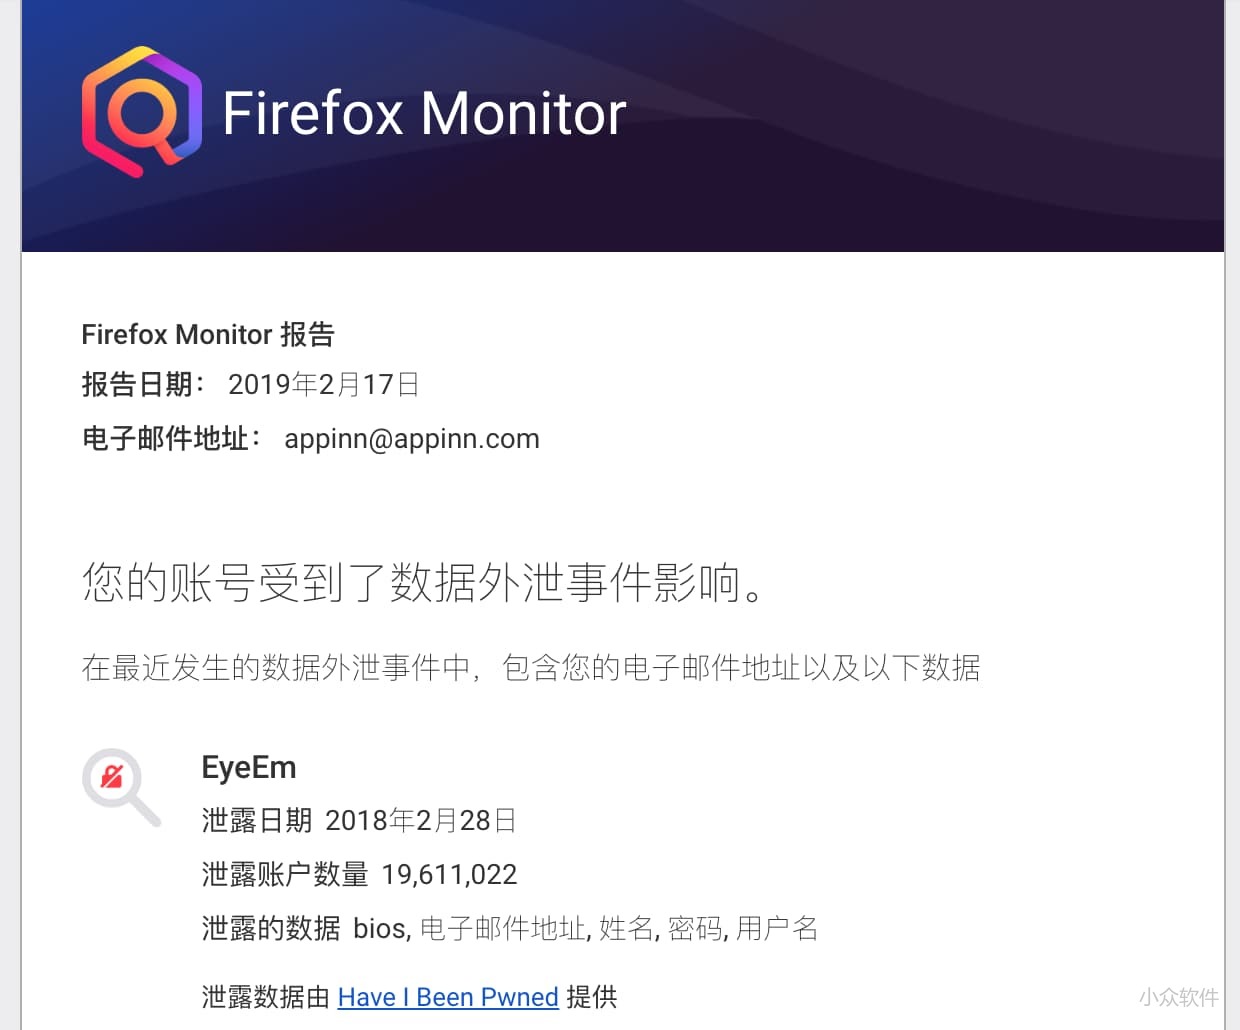 Firefox Monitor
Firefox Monitor 报告
报告日期： 2019年2月17日
电子邮件地址： appinn@appinn.com
您的账号受到了数据外泄事件影响。
在最近发生的数据外泄事件中，包含您的电子邮件地址以及以下数据
EyeEm
泄露日期 2018年2月28日
泄露账户数量 19,611,022
泄露的数据 bios, 电子邮件地址, 姓名, 密码, 用户名
泄露数据由 Have I Been Pwned 提供
小众软件